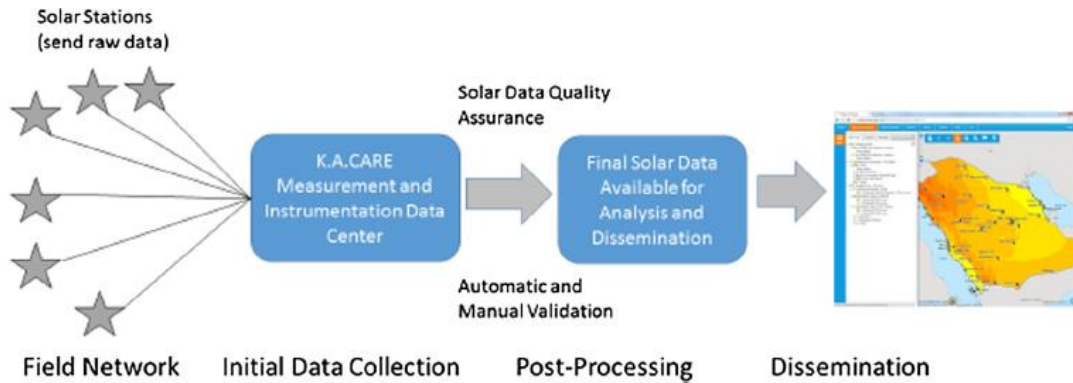 Solar Stations
(send raw data)
Solar Data Quality
Assurance
K.A.CARE
Measurement and
Instrumentation Data
Center
Final Solar Data
Available for
Analysis and
Dissemination
Automatic and
Manual Validation
Field Network
Initial Data Collection
Post-Processing
Dissemination